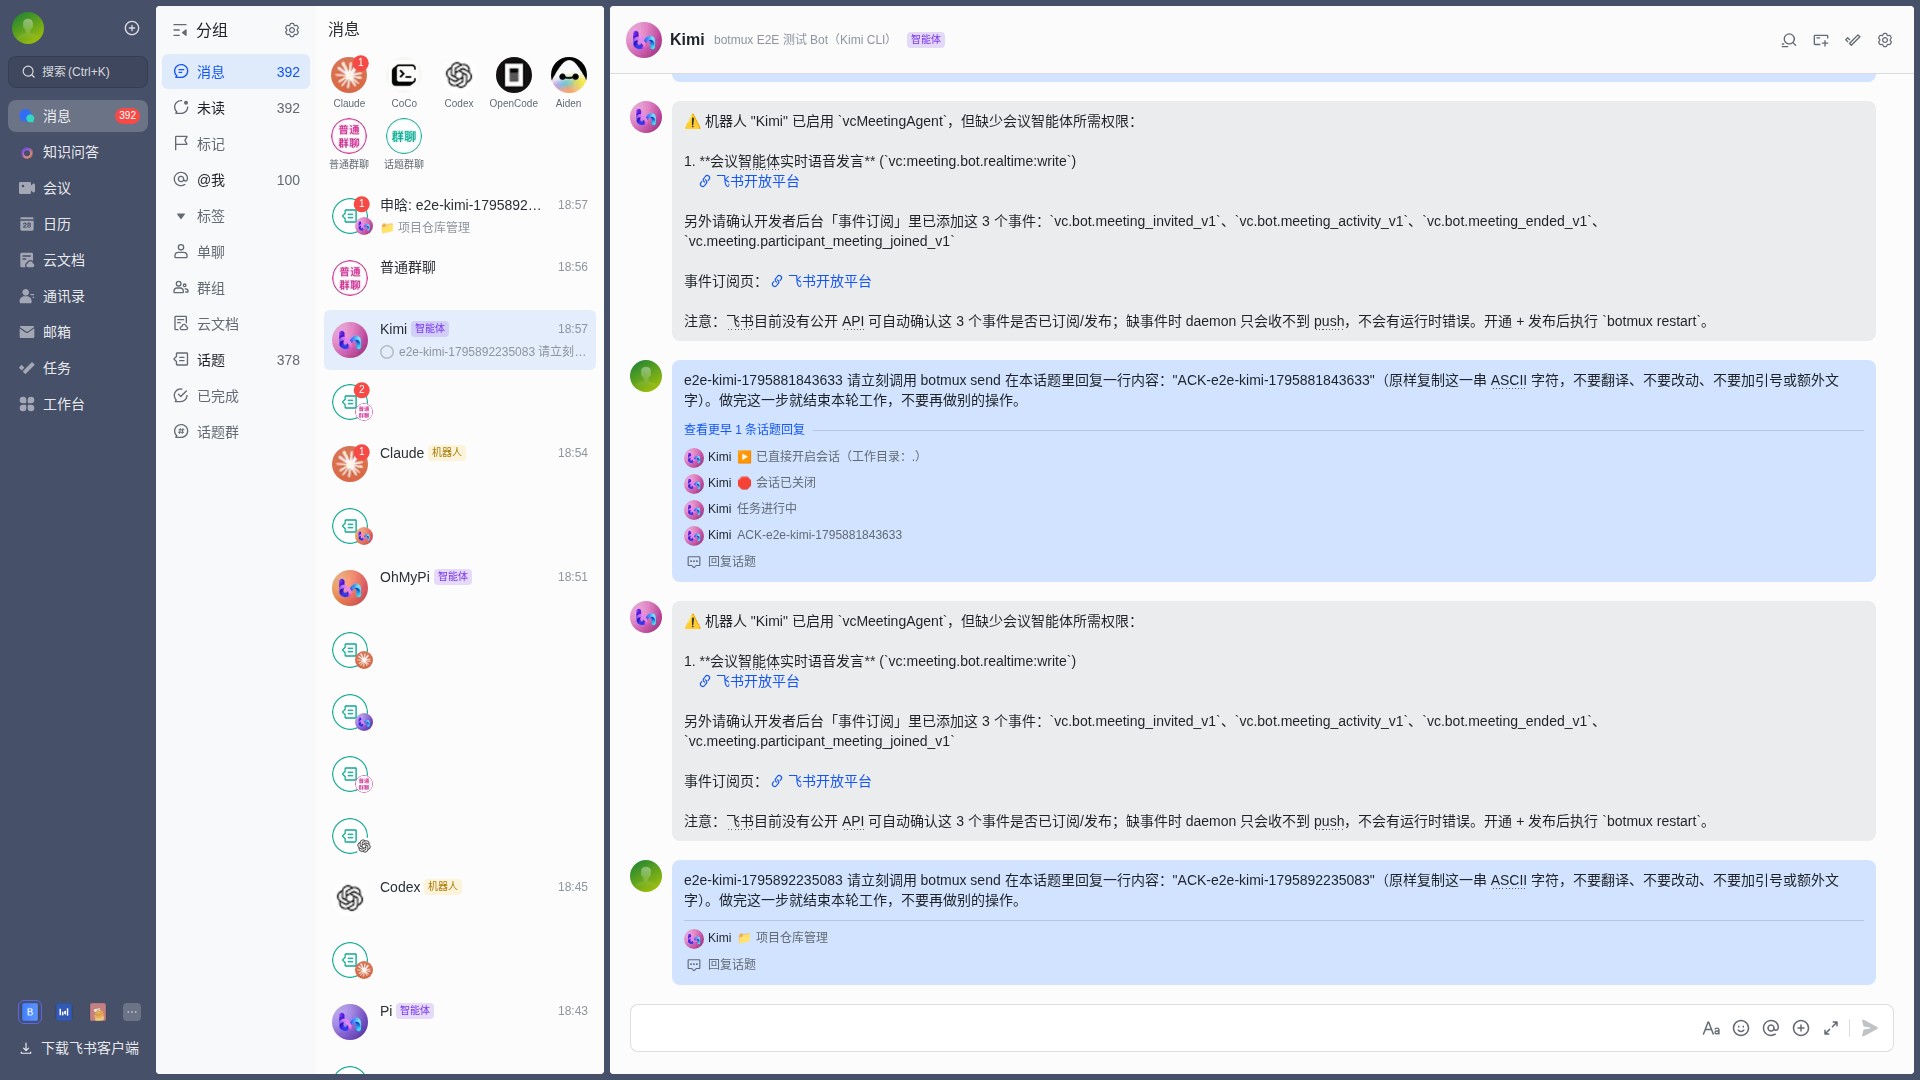 搜索 (Ctrl+K)
消息 392
知识问答
会议
日历
云文档
通讯录
邮箱
任务
工作台
下载飞书客户端
分组
消息 392
未读 392
标记
@我 100
标签
单聊
群组
云文档
话题 378
已完成
话题群
消息
1
Claude
CoCo
Codex
OpenCode
Aiden
普通群聊
普通群聊
群聊
话题群聊
1
申晗: e2e-kimi-1795892... 18:57
📁 项目仓库管理
普通群聊
普通群聊 18:56
Kimi 智能体 18:57
e2e-kimi-1795892235083 请立刻...
2
1
Claude 机器人 18:54
OhMyPi 智能体 18:51
Codex 机器人 18:45
Pi 智能体 18:43
Kimi botmux E2E 测试 Bot（Kimi CLI） 智能体
⚠️ 机器人 "Kimi" 已启用 `vcMeetingAgent`，但缺少会议智能体所需权限：
1. **会议智能体实时语音发言** (`vc:meeting.bot.realtime:write`)
飞书开放平台
另外请确认开发者后台「事件订阅」里已添加这 3 个事件：`vc.bot.meeting_invited_v1`、`vc.bot.meeting_activity_v1`、`vc.bot.meeting_ended_v1`、
`vc.meeting.participant_meeting_joined_v1`
事件订阅页： 飞书开放平台
注意：飞书目前没有公开 API 可自动确认这 3 个事件是否已订阅/发布；缺事件时 daemon 只会收不到 push，不会有运行时错误。开通 + 发布后执行 `botmux restart`。
e2e-kimi-1795881843633 请立刻调用 botmux send 在本话题里回复一行内容："ACK-e2e-kimi-1795881843633"（原样复制这一串 ASCII 字符，不要翻译、不要改动、不要加引号或额外文
字）。做完这一步就结束本轮工作，不要再做别的操作。
查看更早 1 条话题回复
Kimi ▶️ 已直接开启会话（工作目录：.）
Kimi 🛑 会话已关闭
Kimi 任务进行中
Kimi ACK-e2e-kimi-1795881843633
回复话题
⚠️ 机器人 "Kimi" 已启用 `vcMeetingAgent`，但缺少会议智能体所需权限：
1. **会议智能体实时语音发言** (`vc:meeting.bot.realtime:write`)
飞书开放平台
另外请确认开发者后台「事件订阅」里已添加这 3 个事件：`vc.bot.meeting_invited_v1`、`vc.bot.meeting_activity_v1`、`vc.bot.meeting_ended_v1`、
`vc.meeting.participant_meeting_joined_v1`
事件订阅页： 飞书开放平台
注意：飞书目前没有公开 API 可自动确认这 3 个事件是否已订阅/发布；缺事件时 daemon 只会收不到 push，不会有运行时错误。开通 + 发布后执行 `botmux restart`。
e2e-kimi-1795892235083 请立刻调用 botmux send 在本话题里回复一行内容："ACK-e2e-kimi-1795892235083"（原样复制这一串 ASCII 字符，不要翻译、不要改动、不要加引号或额外文
字）。做完这一步就结束本轮工作，不要再做别的操作。
Kimi 📁 项目仓库管理
回复话题